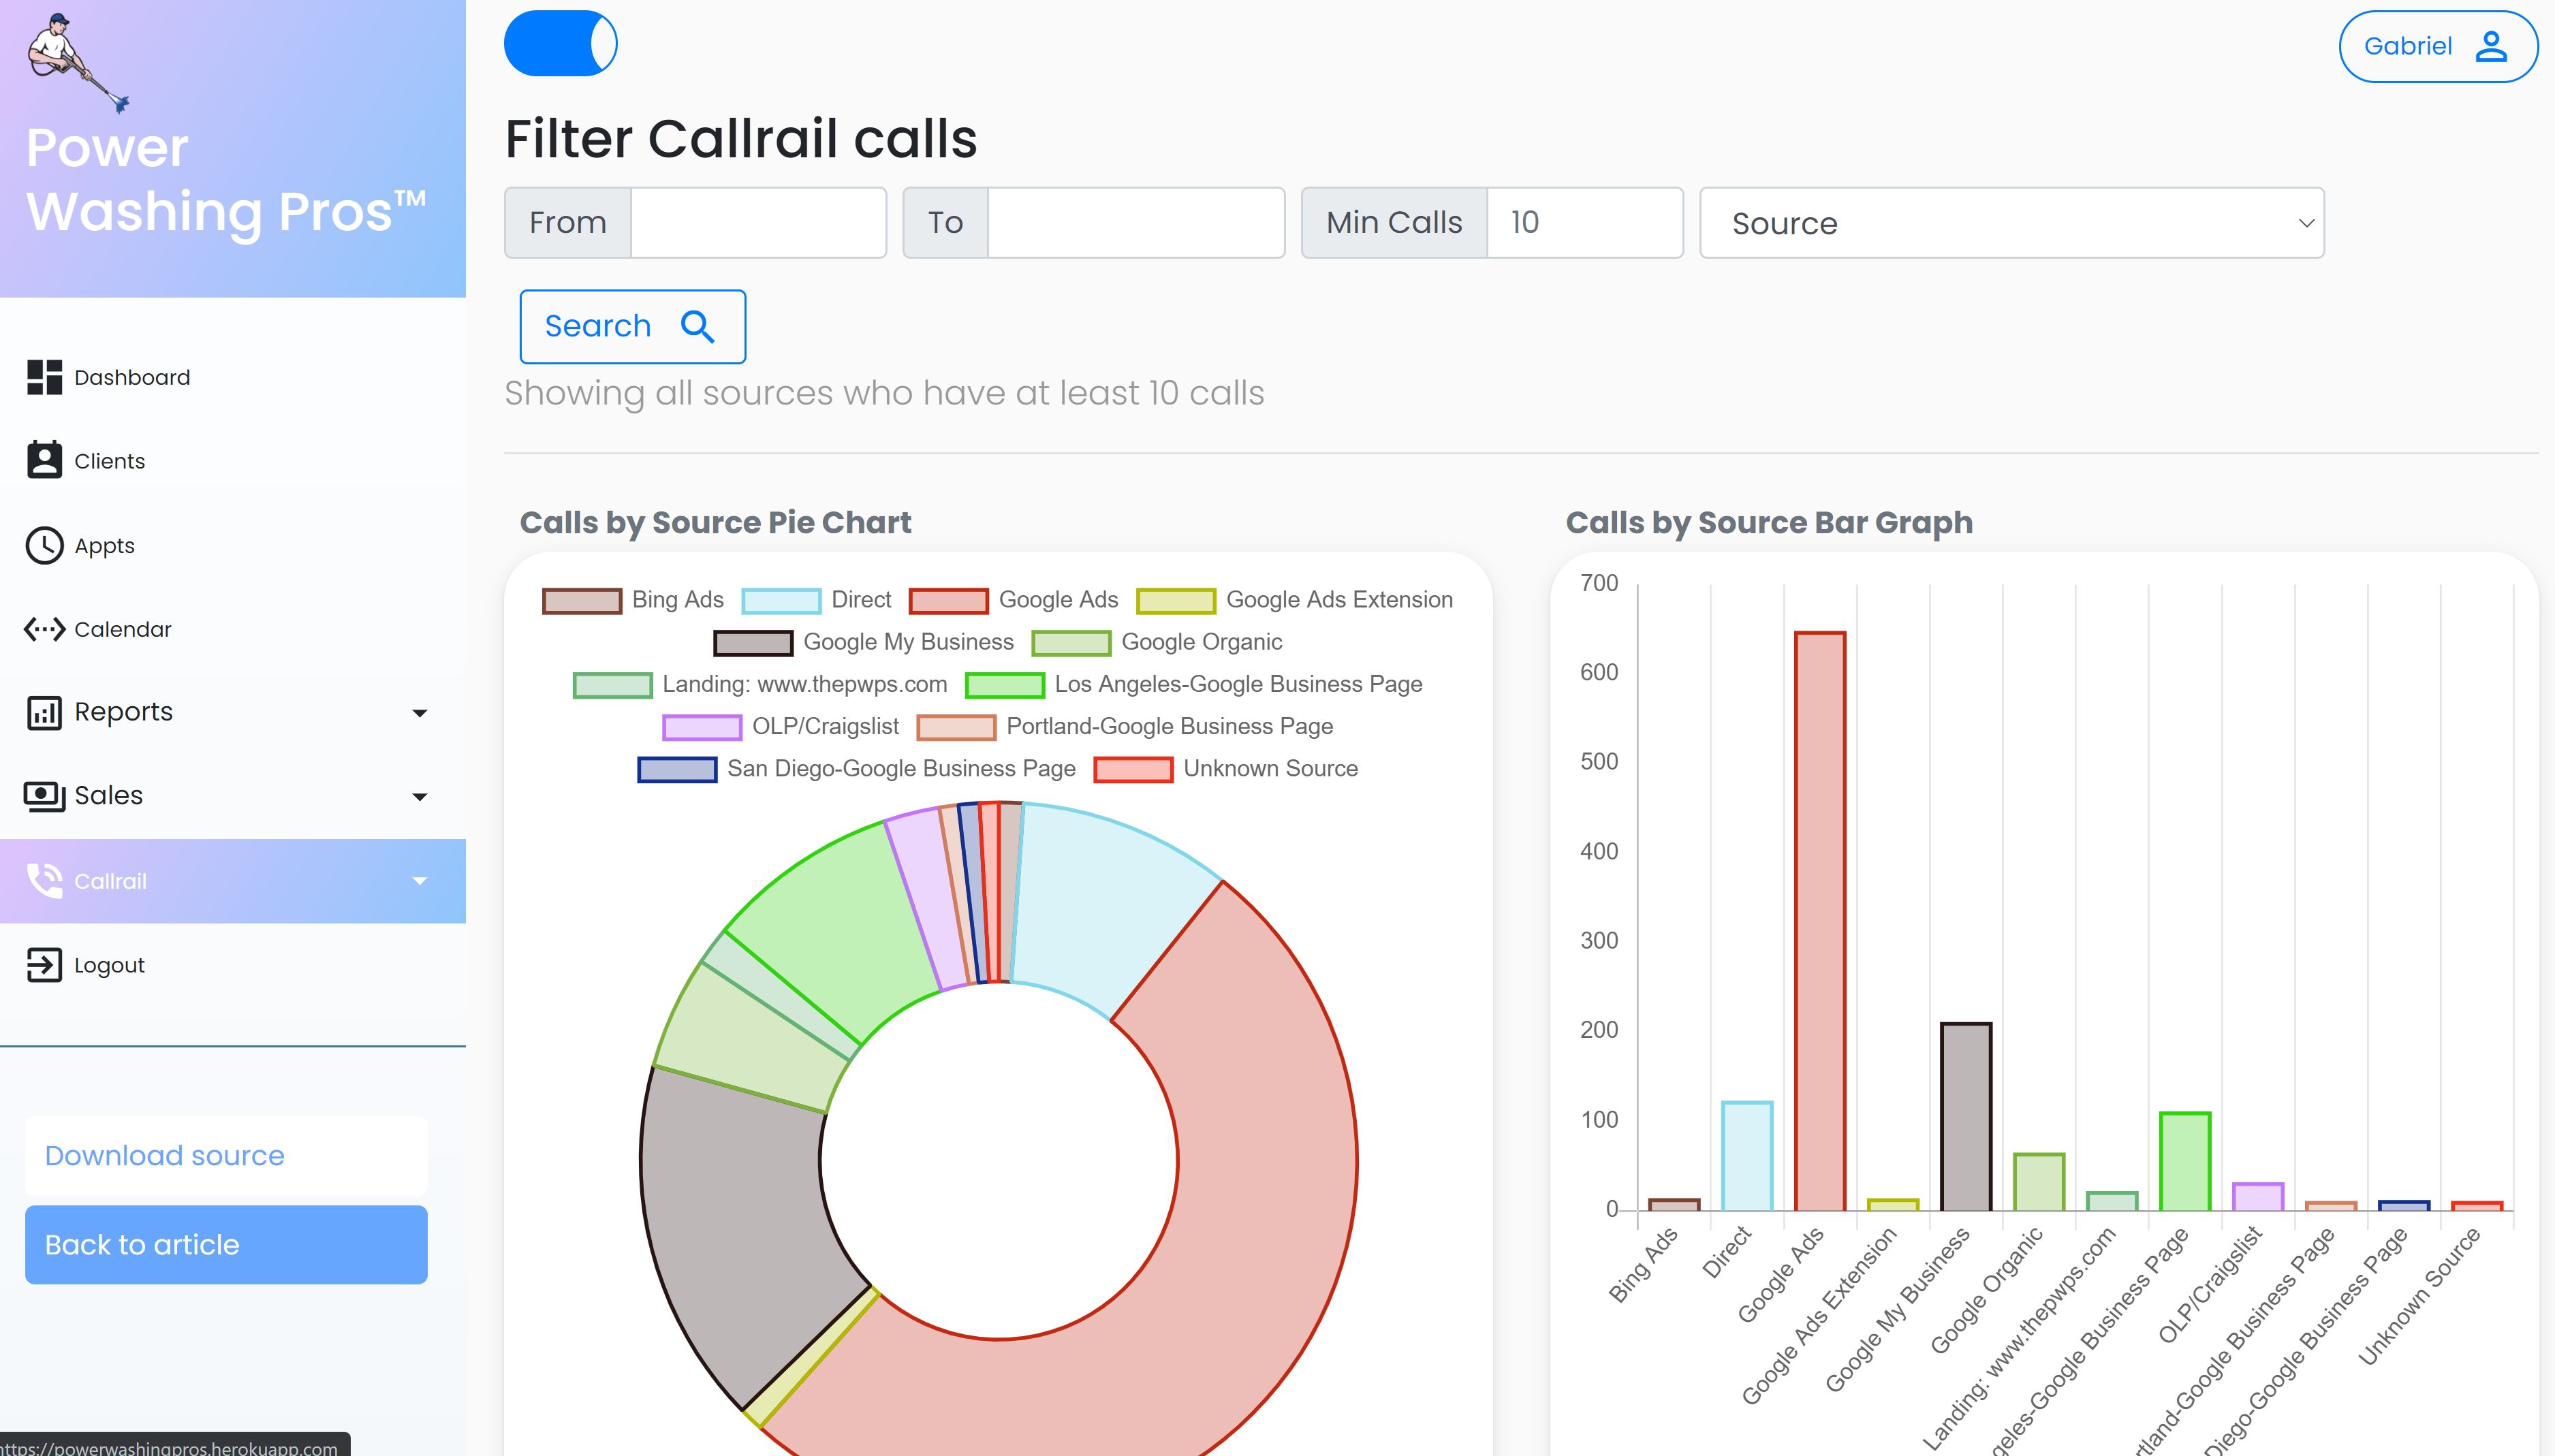 Power
Washing Pros™
Dashboard
Clients
Appts
Calendar
Reports
Sales
Callrail
Logout
Download source
Back to article
https://powerwashingpros.herokuapp.com
Gabriel
Filter Callrail calls
From To Min Calls 10 Source
Search
Showing all sources who have at least 10 calls
Calls by Source Pie Chart
Bing Ads Direct Google Ads Google Ads Extension
Google My Business Google Organic
Landing: www.thepwps.com Los Angeles-Google Business Page
OLP/Craigslist Portland-Google Business Page
San Diego-Google Business Page Unknown Source
Calls by Source Bar Graph
700
600
500
400
300
200
100
0
Bing Ads
Direct
Google Ads
Google Ads Extension
Google My Business
Google Organic
Landing: www.thepwps.com
geles-Google Business Page
OLP/Craigslist
rtland-Google Business Page
Diego-Google Business Page
Unknown Source